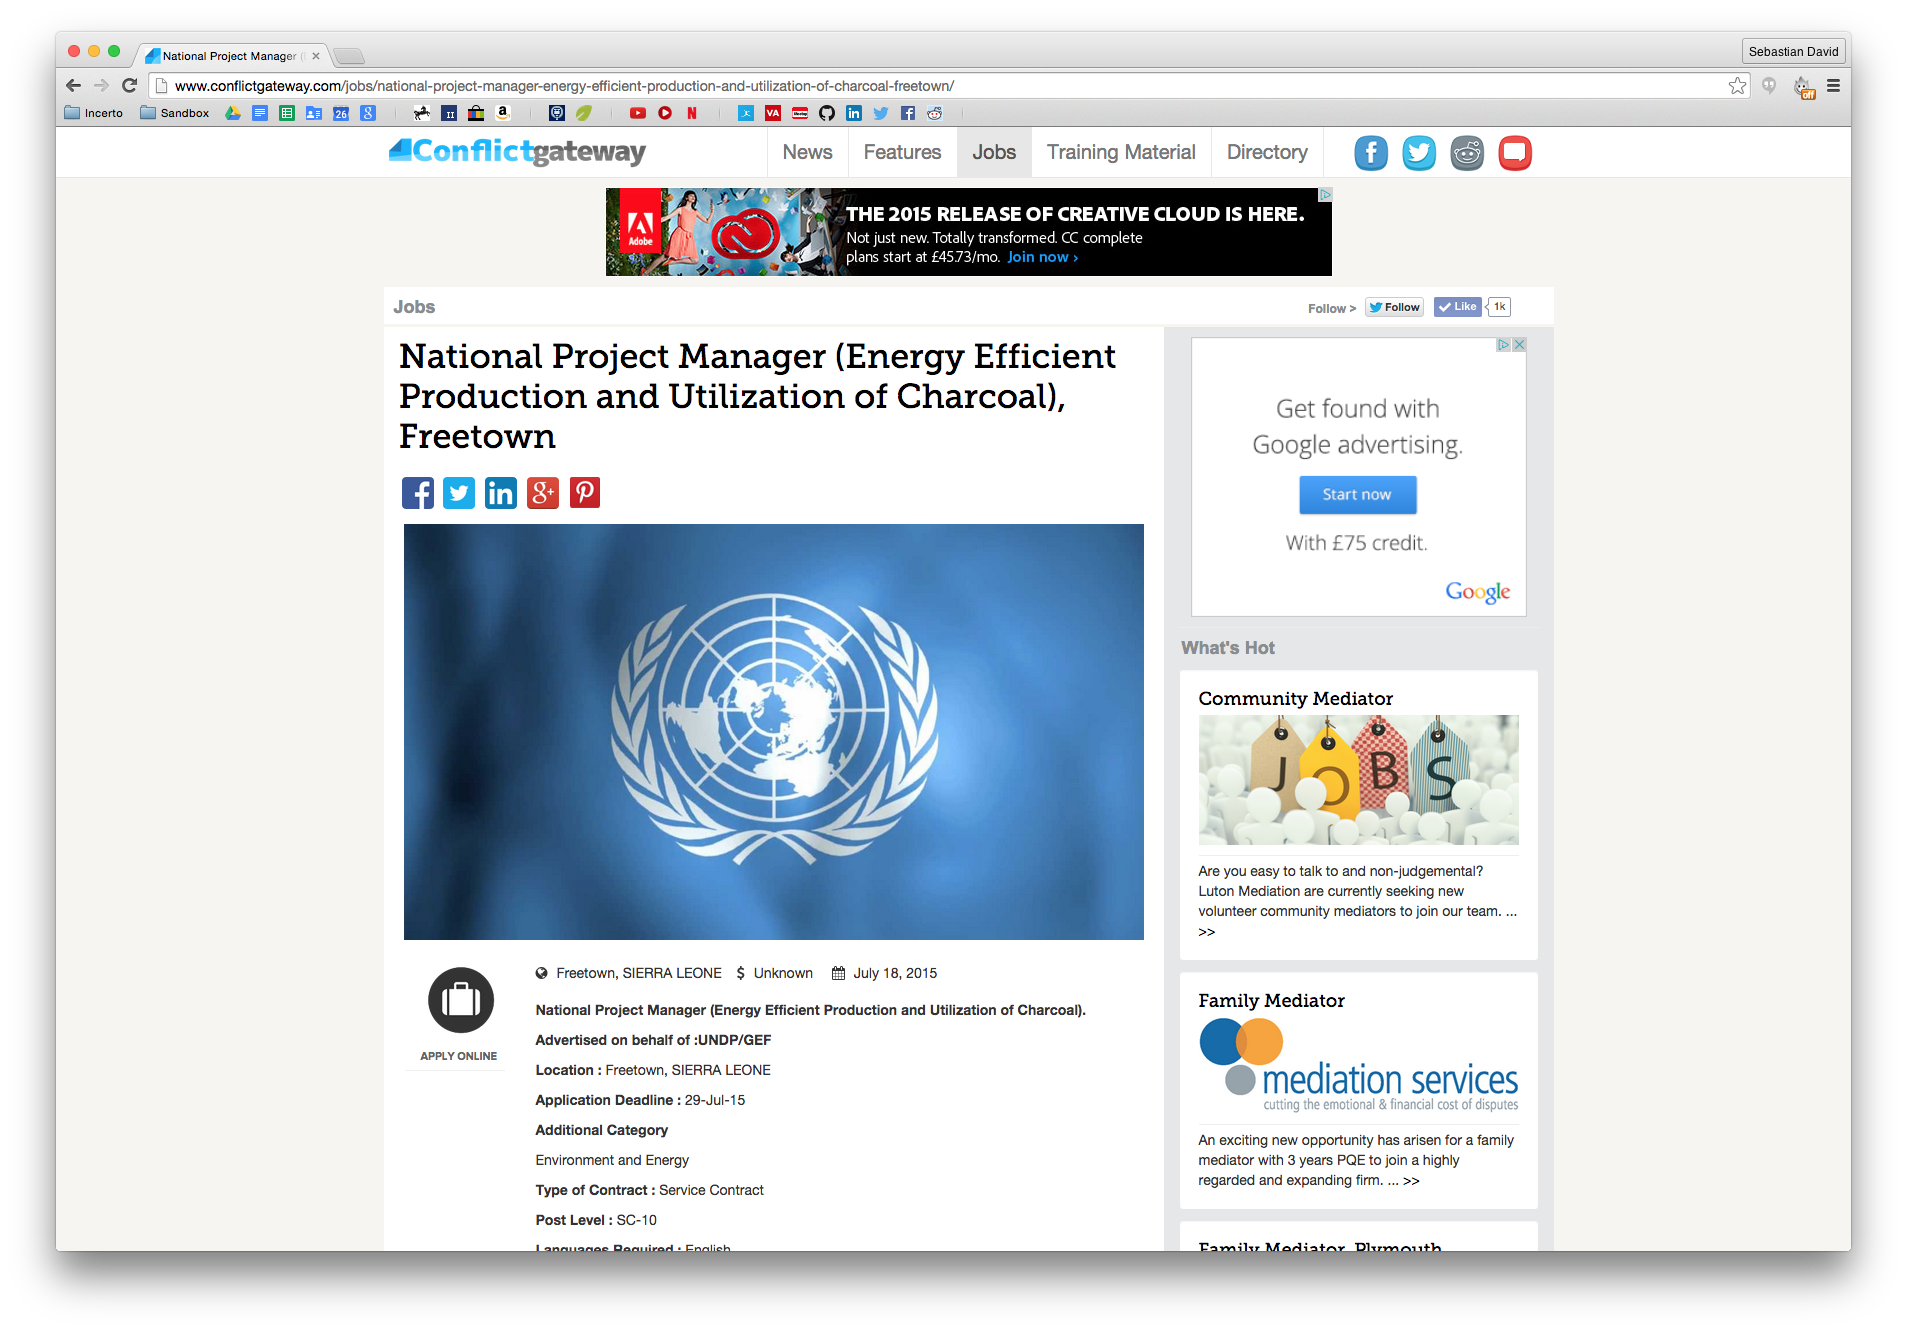 National Project Manager (
Sebastian David
www.conflictgateway.com/jobs/national-project-manager-energy-efficient-production-and-utilization-of-charcoal-freetown/
off
Incerto
Sandbox
26
VA
Conflictgateway
News
Features
Jobs
Training Material
Directory
Adobe
THE 2015 RELEASE OF CREATIVE CLOUD IS HERE.
Not just new. Totally transformed. CC complete
plans start at £45.73/mo. Join now ›
Jobs
Follow >
Follow
Like
1k
National Project Manager (Energy Efficient
Production and Utilization of Charcoal),
Freetown
Get found with
Google advertising.
Start now
With £75 credit.
Google
What's Hot
Community Mediator
JOBS
Are you easy to talk to and non-judgemental?
Luton Mediation are currently seeking new
volunteer community mediators to join our team. ...
>>
Freetown, SIERRA LEONE $ Unknown July 18, 2015
APPLY ONLINE
National Project Manager (Energy Efficient Production and Utilization of Charcoal).
Advertised on behalf of :UNDP/GEF
Location : Freetown, SIERRA LEONE
Application Deadline : 29-Jul-15
Additional Category
Environment and Energy
Type of Contract : Service Contract
Post Level : SC-10
Languages Required : English
Family Mediator
mediation services
cutting the emotional & financial cost of disputes
An exciting new opportunity has arisen for a family
mediator with 3 years PQE to join a highly
regarded and expanding firm. ... >>
Family Mediator, Plymouth